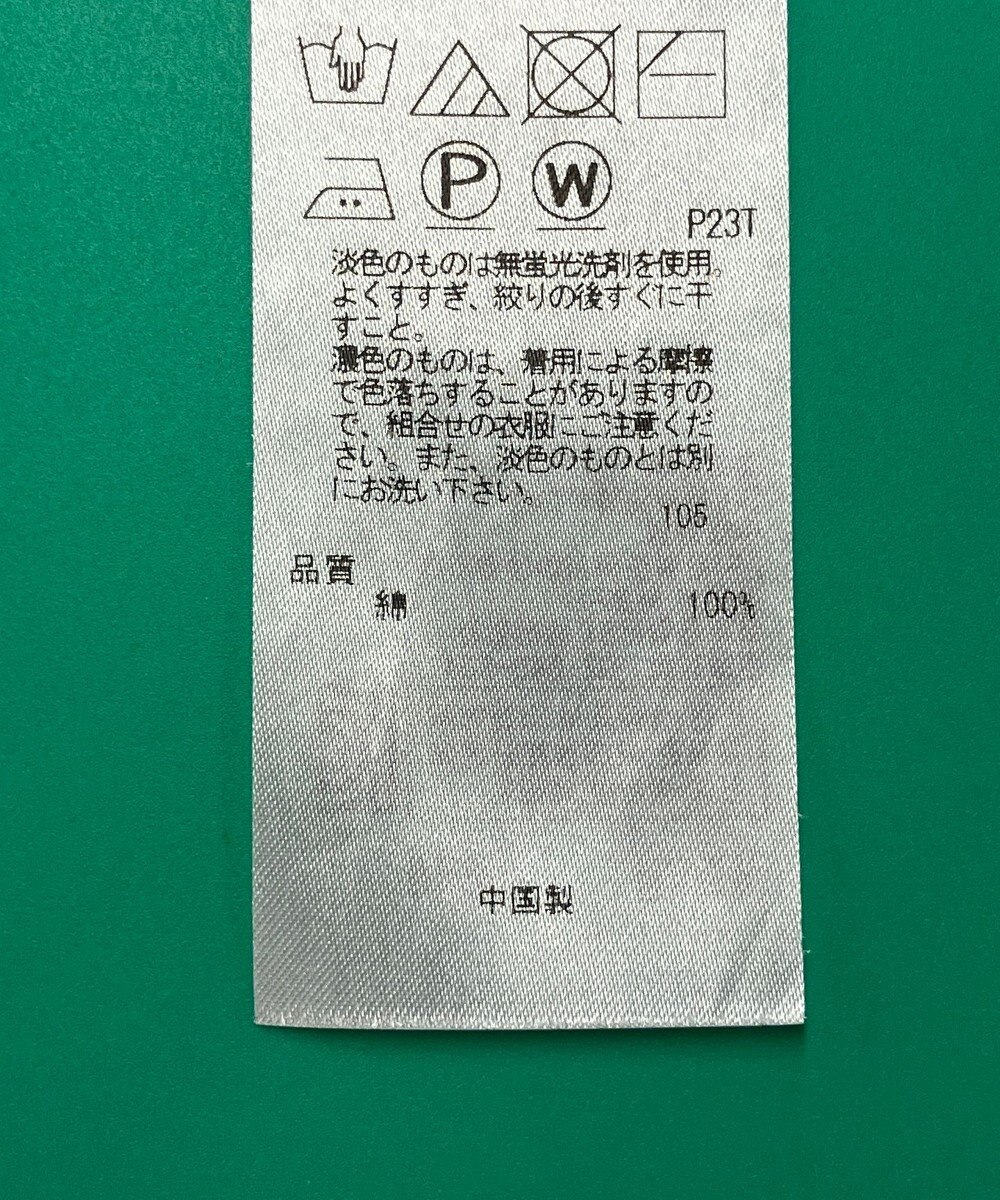 P
W
P23T
淡色のものは無蛍光洗剤を使用。
よくすすぎ、絞りの後すぐに干
すこと。
濃色のものは、着用による摩擦
で色落ちすることがありますの
で、組合せの衣服にご注意くだ
さい。また、淡色のものとは別
にお洗い下さい。
105
品質
綿 100%
中国製